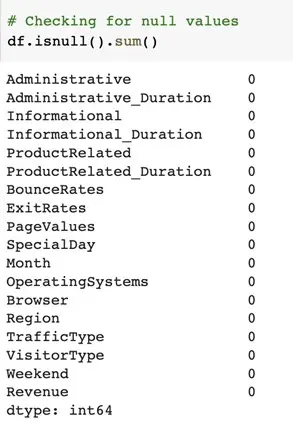 # Checking for null values
df.isnull().sum()
Administrative 0
Administrative_Duration 0
Informational 0
Informational_Duration 0
ProductRelated 0
ProductRelated_Duration 0
BounceRates 0
ExitRates 0
PageValues 0
SpecialDay 0
Month 0
OperatingSystems 0
Browser 0
Region 0
TrafficType 0
VisitorType 0
Weekend 0
Revenue 0
dtype: int64